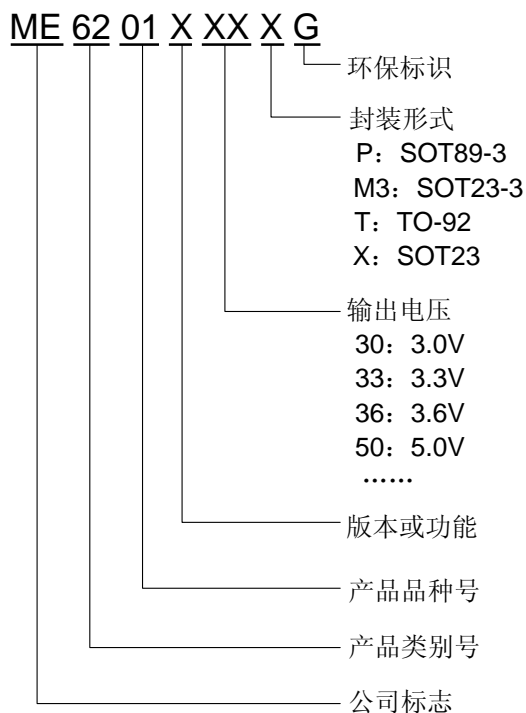 ME 62 01 X XX X G
环保标识
封装形式
P：SOT89-3
M3：SOT23-3
T：TO-92
X：SOT23
输出电压
30：3.0V
33：3.3V
36：3.6V
50：5.0V
……
版本或功能
产品品种号
产品类别号
公司标志